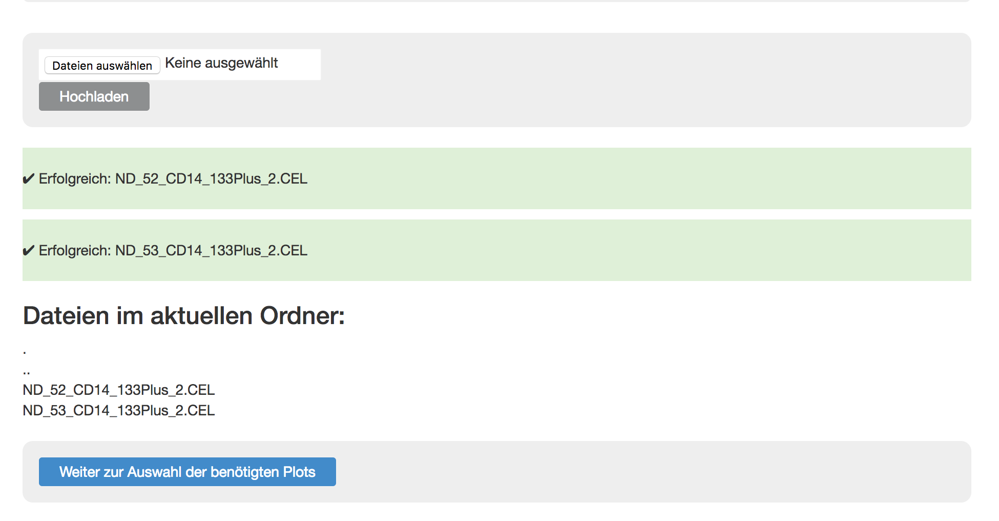 Dateien auswählen Keine ausgewählt
Hochladen
✔ Erfolgreich: ND_52_CD14_133Plus_2.CEL
✔ Erfolgreich: ND_53_CD14_133Plus_2.CEL
Dateien im aktuellen Ordner:
.
..
ND_52_CD14_133Plus_2.CEL
ND_53_CD14_133Plus_2.CEL
Weiter zur Auswahl der benötigten Plots